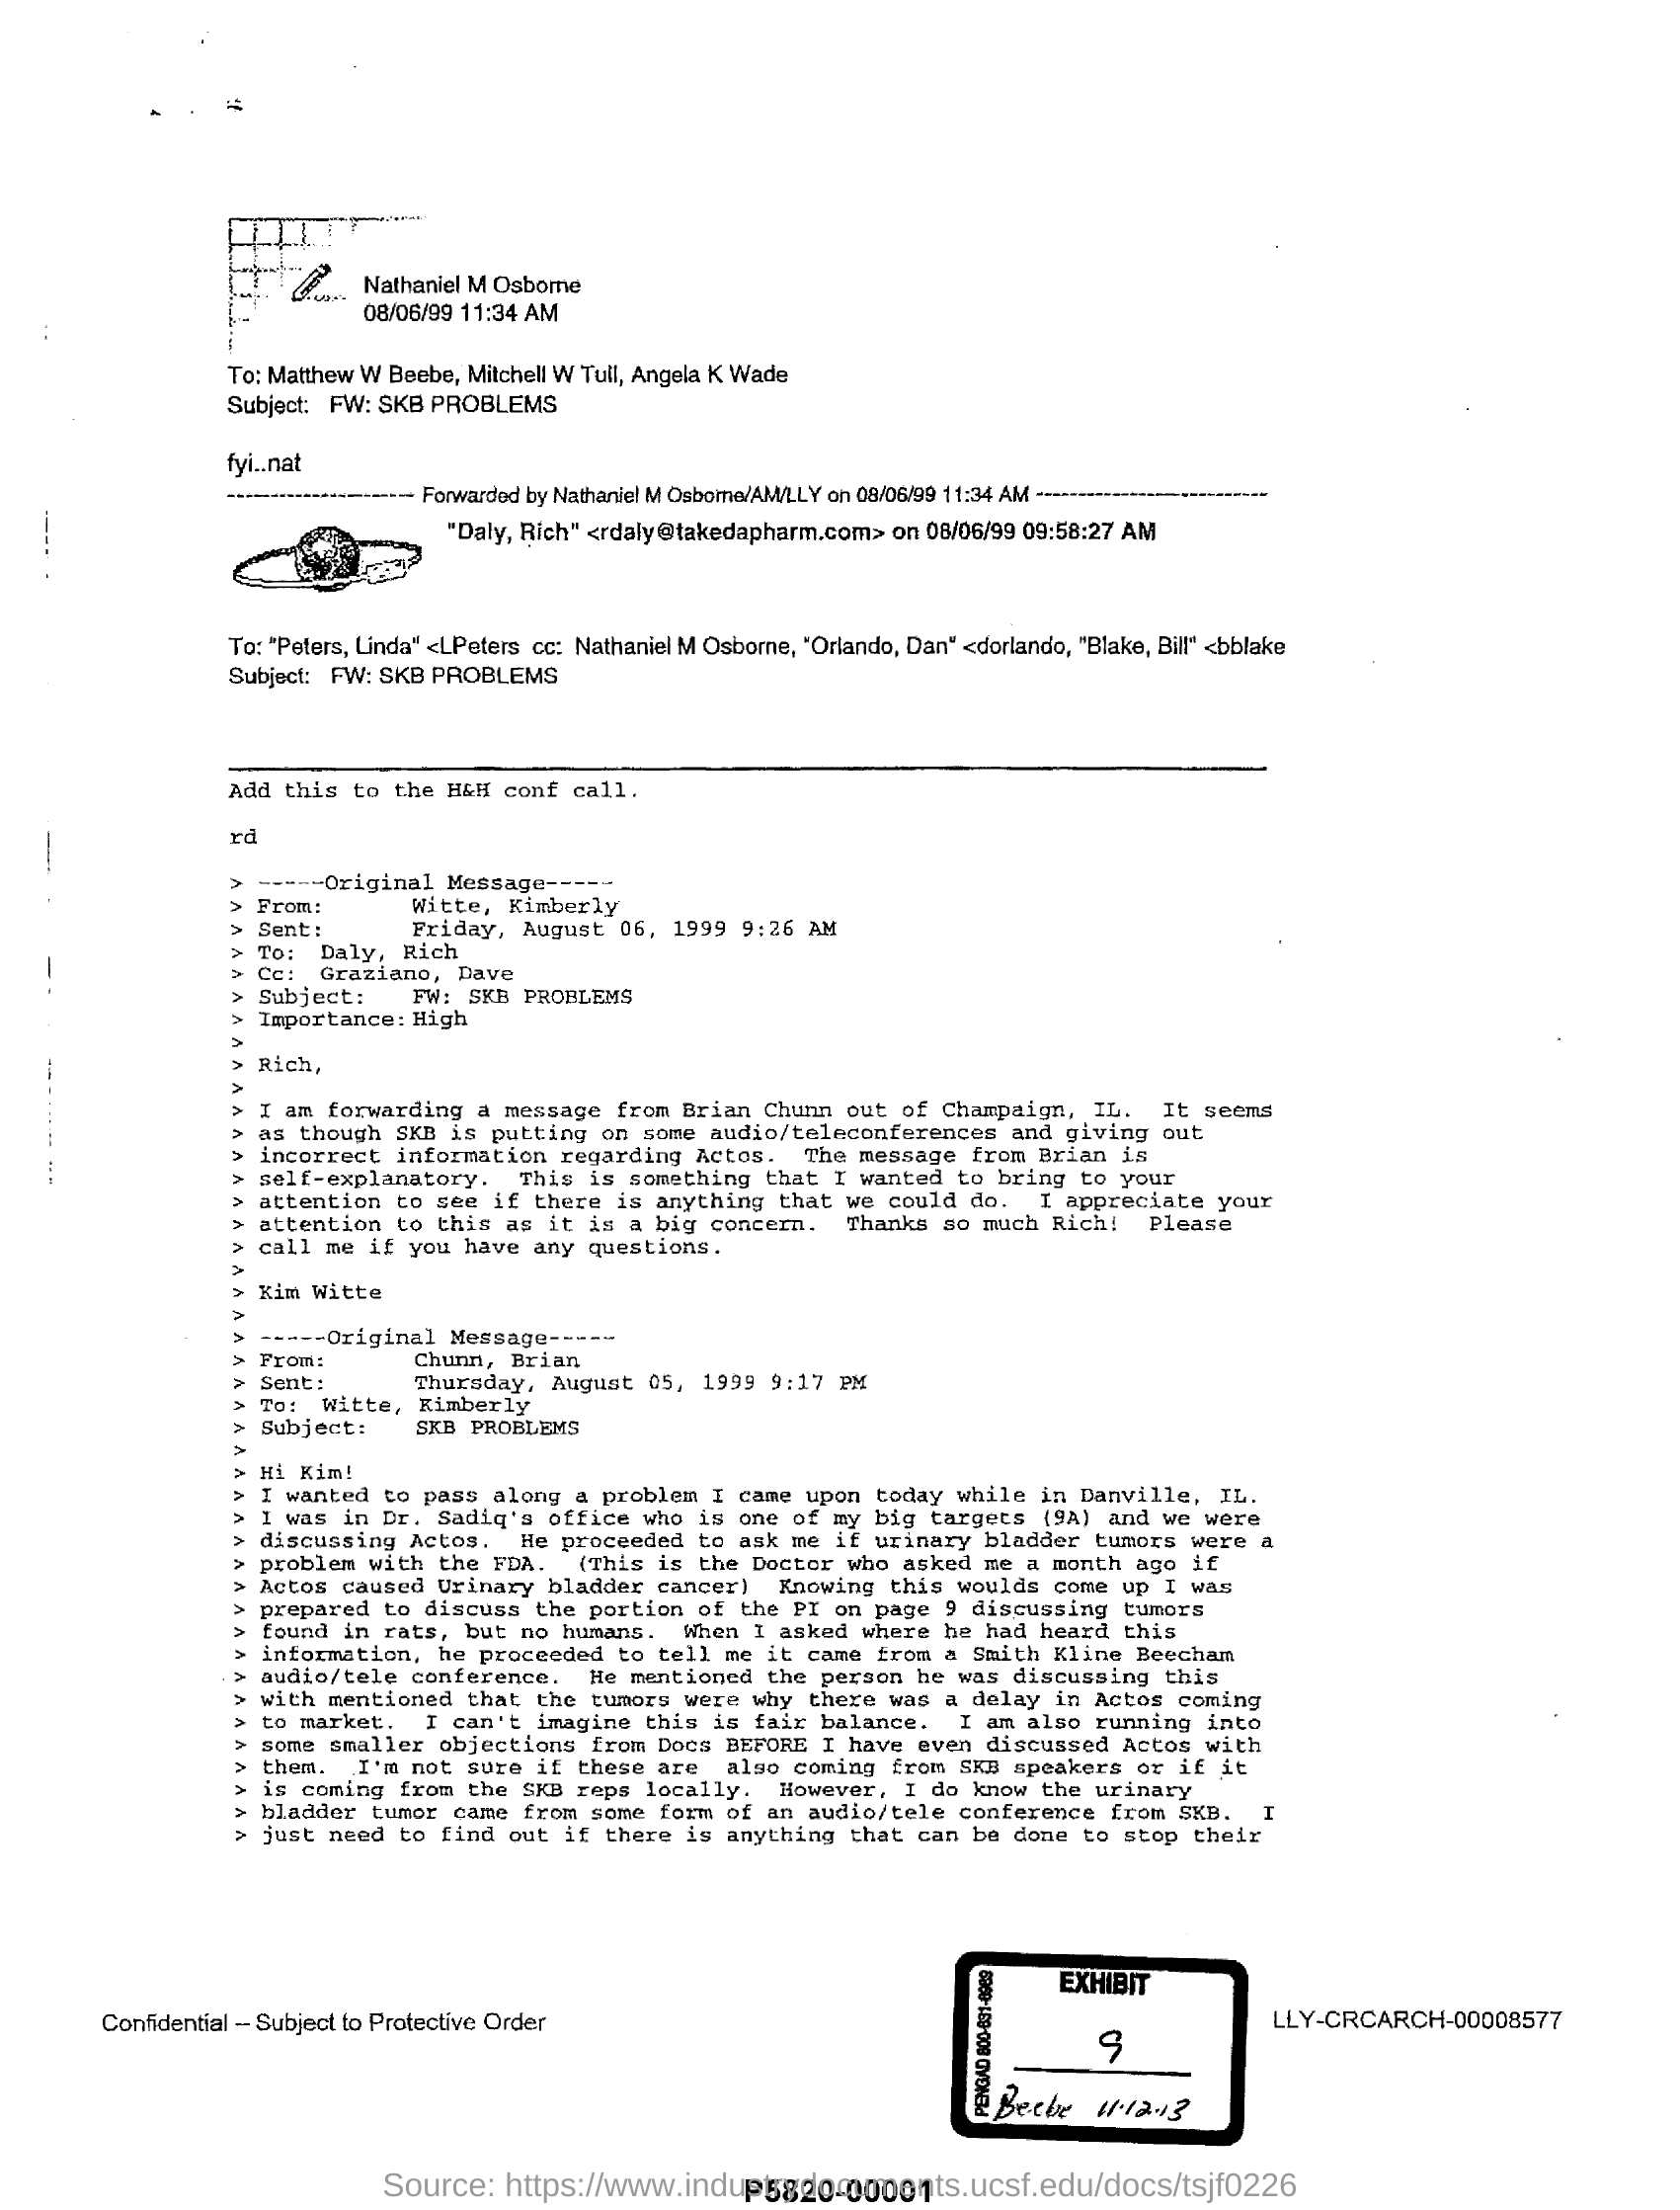 Nathaniel M Osborne
08/06/99 11:34 AM
To: Matthew W Beebe, Mitchell W Tull, Angela K Wade
Subject: FW: SKB PROBLEMS
fyi..nat
--------------------- Forwarded by Nathaniel M Osborne/AM/LLY on 08/06/99 11:34 AM --------------------------
"Daly, Rich" <rdaly@takedapharm.com> on 08/06/99 09:58:27 AM
To: "Peters, Linda" <LPeters cc: Nathaniel M Osborne, "Orlando, Dan" <dorlando, "Blake, Bill" <bblake
Subject: FW: SKB PROBLEMS
Add this to the H&H conf call.
rd
> -----Original Message-----
> From: Witte, Kimberly
> Sent: Friday, August 06, 1999 9:26 AM
> To: Daly, Rich
> Cc: Graziano, Dave
> Subject: FW: SKB PROBLEMS
> Importance: High
>
> Rich,
>
> I am forwarding a message from Brian Chunn out of Champaign, IL. It seems
> as though SKB is putting on some audio/teleconferences and giving out
> incorrect information regarding Actos. The message from Brian is
> self-explanatory. This is something that I wanted to bring to your
> attention to see if there is anything that we could do. I appreciate your
> attention to this as it is a big concern. Thanks so much Rich! Please
> call me if you have any questions.
>
> Kim Witte
>
> -----Original Message-----
> From: Chunn, Brian
> Sent: Thursday, August 05, 1999 9:17 PM
> To: Witte, Kimberly
> Subject: SKB PROBLEMS
>
> Hi Kim!
> I wanted to pass along a problem I came upon today while in Danville, IL.
> I was in Dr. Sadiq's office who is one of my big targets (9A) and we were
> discussing Actos. He proceeded to ask me if urinary bladder tumors were a
> problem with the FDA. (This is the Doctor who asked me a month ago if
> Actos caused Urinary bladder cancer) Knowing this woulds come up I was
> prepared to discuss the portion of the PI on page 9 discussing tumors
> found in rats, but no humans. When I asked where he had heard this
> information, he proceeded to tell me it came from a Smith Kline Beecham
> audio/tele conference. He mentioned the person he was discussing this
> with mentioned that the tumors were why there was a delay in Actos coming
> to market. I can't imagine this is fair balance. I am also running into
> some smaller objections from Docs BEFORE I have even discussed Actos with
> them. I'm not sure if these are also coming from SKB speakers or if it
> is coming from the SKB reps locally. However, I do know the urinary
> bladder tumor came from some form of an audio/tele conference from SKB. I
> just need to find out if there is anything that can be done to stop their
Confidential – Subject to Protective Order
PENGAD 800-631-6989
EXHIBIT
9
Beebe 11-12-13
LLY-CRCARCH-00008577
Source: https://www.industrydocuments.ucsf.edu/docs/tsjf0226
P5820-00001